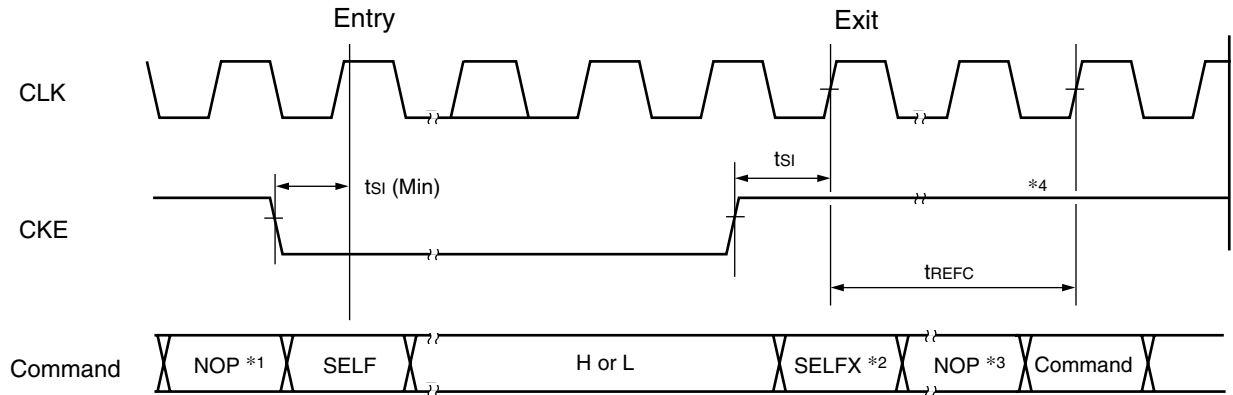 Entry Exit
CLK
tSI (Min) tSI *4
CKE
tREFC
Command NOP *1 SELF H or L SELFX *2 NOP *3 Command